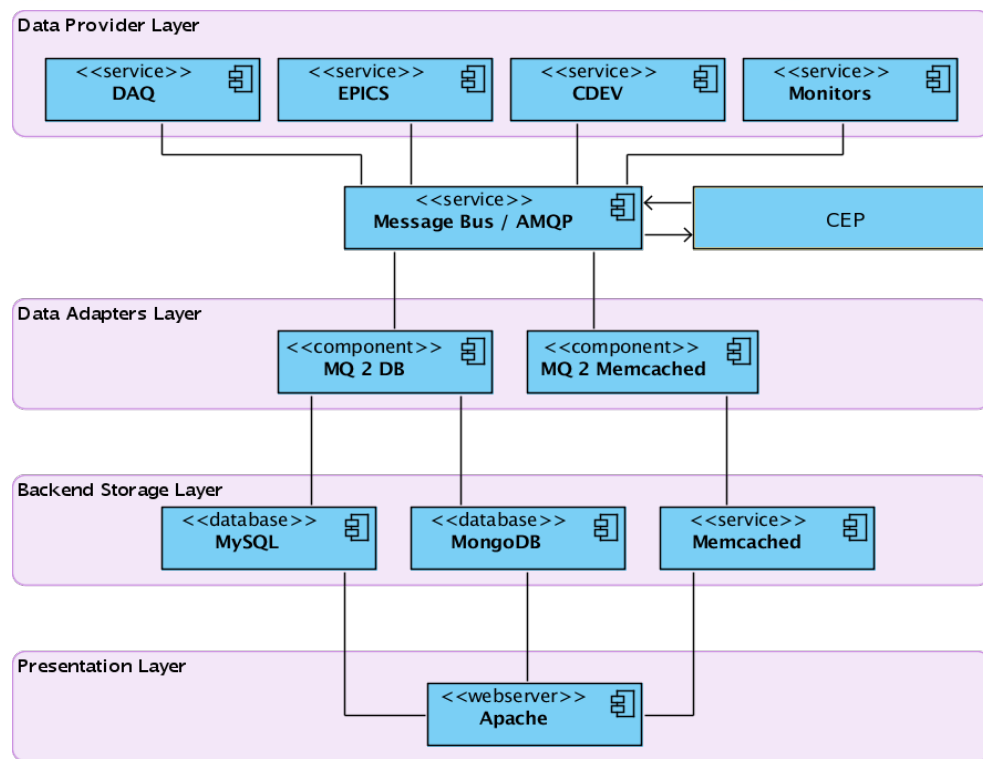 Data Provider Layer
<<service>>
DAQ
<<service>>
EPICS
<<service>>
CDEV
<<service>>
Monitors
<<service>>
Message Bus / AMQP
CEP
Data Adapters Layer
<<component>>
MQ 2 DB
<<component>>
MQ 2 Memcached
Backend Storage Layer
<<database>>
MySQL
<<database>>
MongoDB
<<service>>
Memcached
Presentation Layer
<<webserver>>
Apache